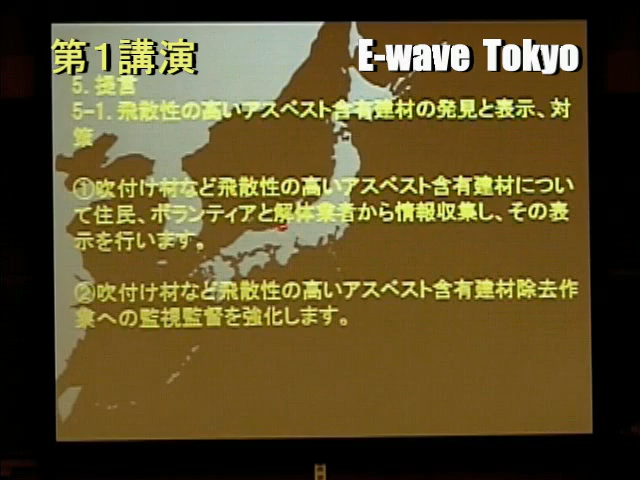 第1講演
E-wave Tokyo
5. 提言
5-1. 飛散性の高いアスベスト含有建材の発見と表示、対
策
①吹付け材など飛散性の高いアスベスト含有建材につい
て住民、ボランティアと解体業者から情報収集し、その表
示を行います。
②吹付け材など飛散性の高いアスベスト含有建材除去作
業への監視監督を強化します。